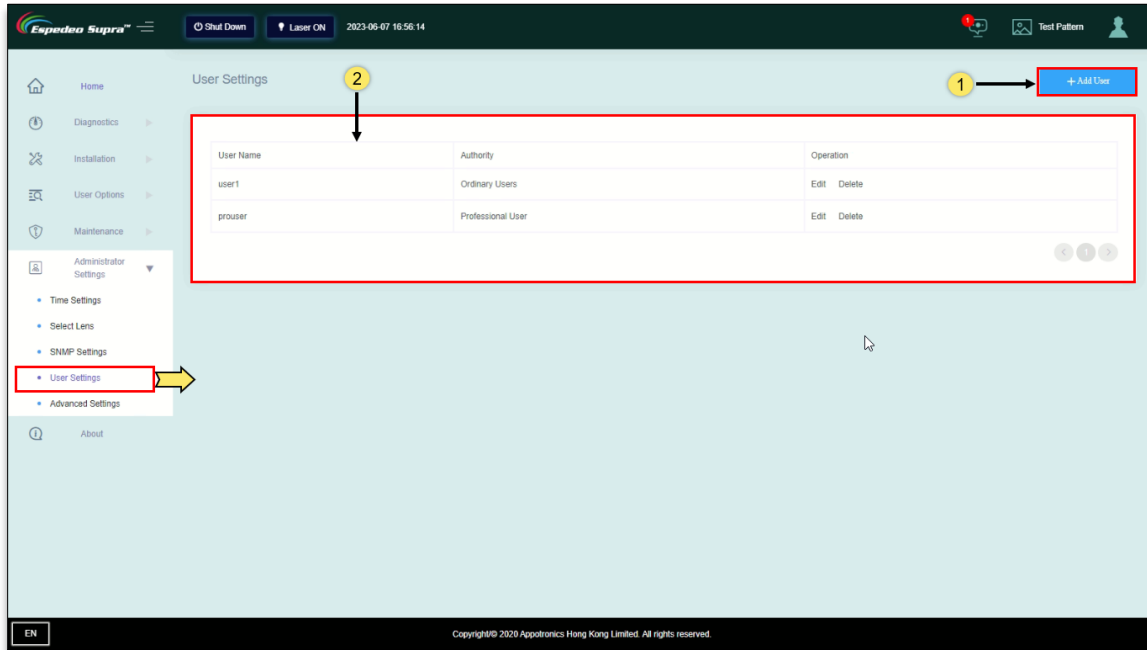 Espedeo Supra™
Shut Down
Laser ON
2023-06-07 16:56:14
1
Test Pattern
Home
Diagnostics
Installation
User Options
Maintenance
Administrator
Settings
Time Settings
Select Lens
SNMP Settings
User Settings
Advanced Settings
About
User Settings
2
1
+ Add User
User Name Authority Operation
user1 Ordinary Users Edit Delete
prouser Professional User Edit Delete
< 1 >
EN
Copyright/© 2020 Appotronics Hong Kong Limited. All rights reserved.